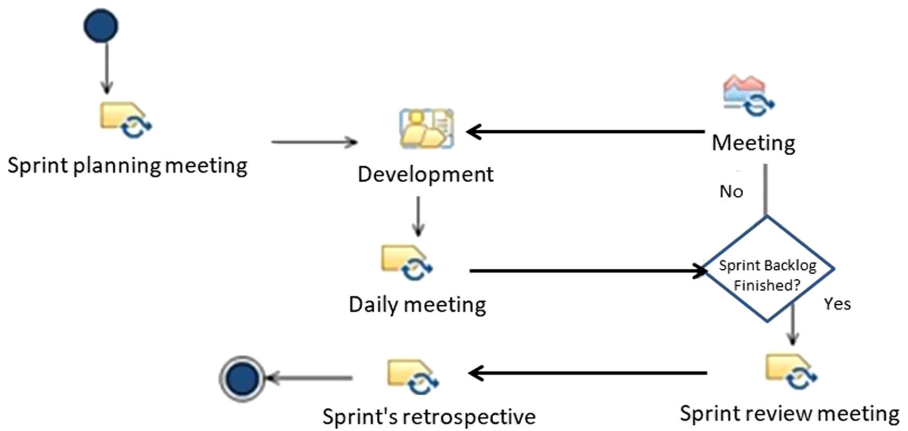 Sprint planning meeting
Development
Meeting
No
Daily meeting
Sprint Backlog
Finished?
Yes
Sprint review meeting
Sprint's retrospective